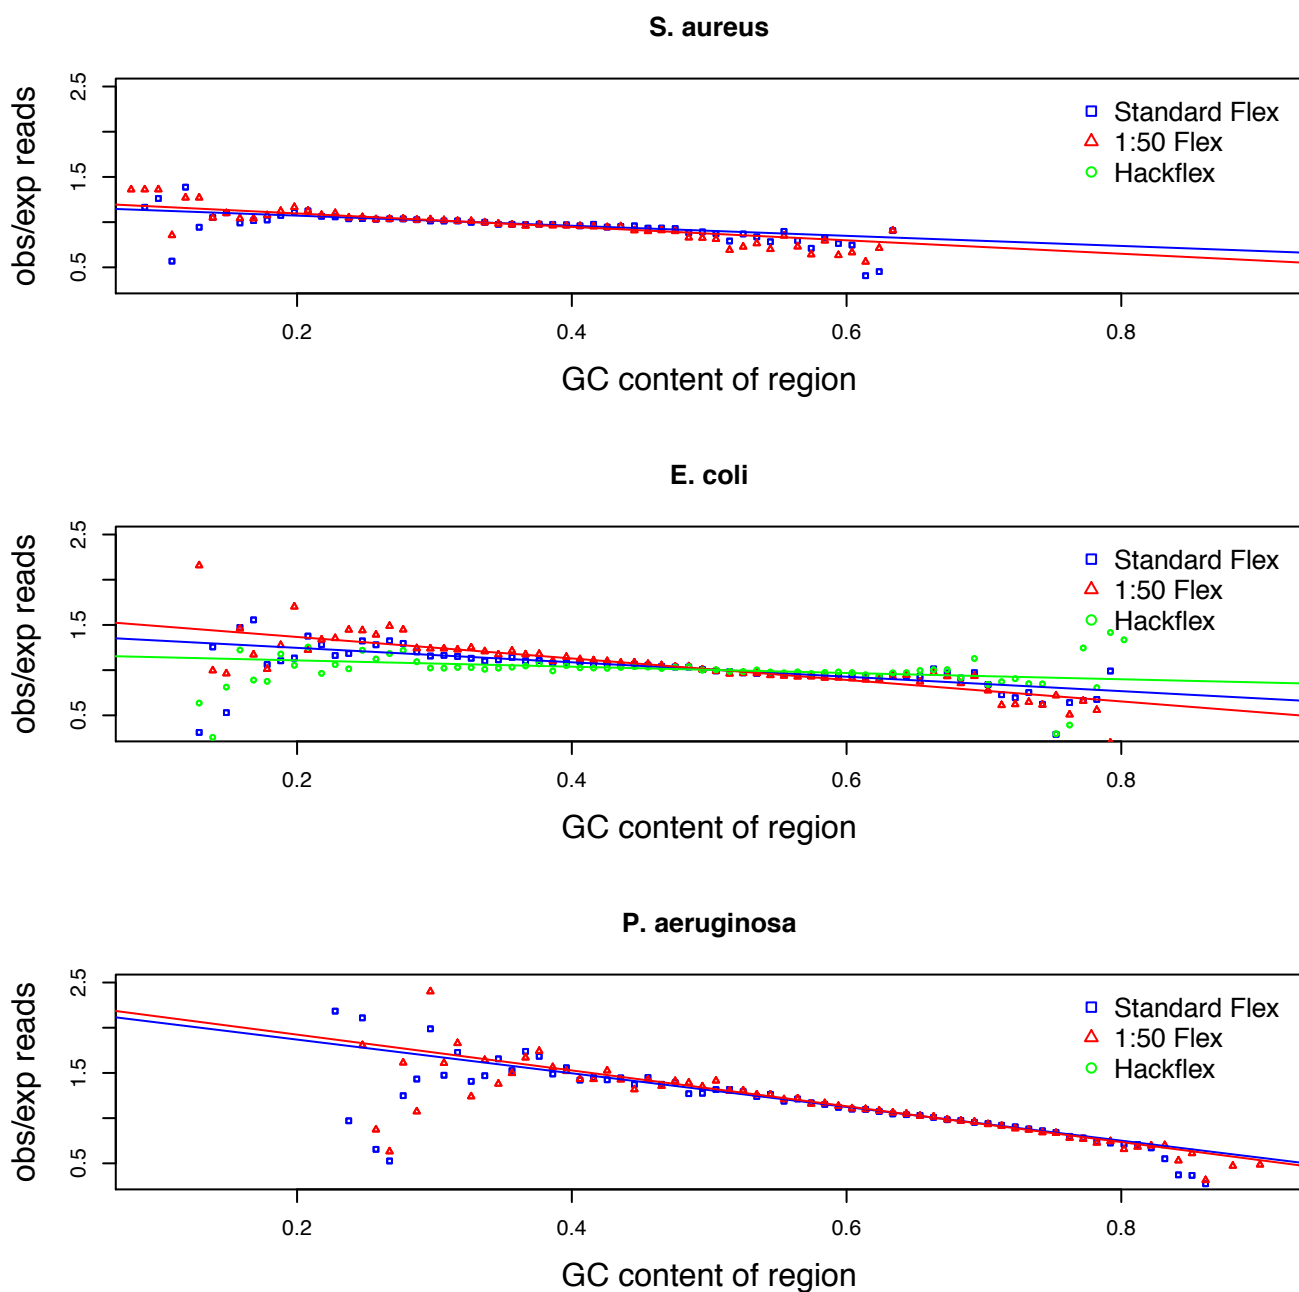 S. aureus
obs/exp reads
2.5
1.5
0.5
Standard Flex
1:50 Flex
Hackflex
0.2 0.4 0.6 0.8
GC content of region
E. coli
obs/exp reads
2.5
1.5
0.5
Standard Flex
1:50 Flex
Hackflex
0.2 0.4 0.6 0.8
GC content of region
P. aeruginosa
obs/exp reads
2.5
1.5
0.5
Standard Flex
1:50 Flex
Hackflex
0.2 0.4 0.6 0.8
GC content of region